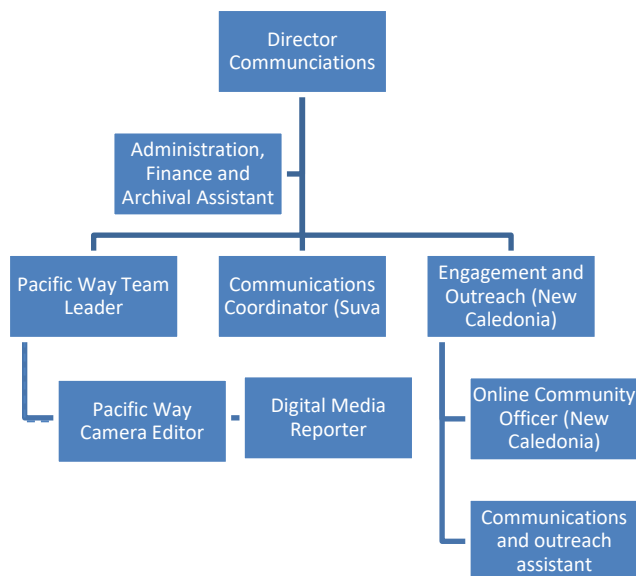 Director
Communciations
Administration,
Finance and
Archival Assistant
Pacific Way Team
Leader
Communications
Coordinator (Suva
Engagement and
Outreach (New
Caledonia)
Pacific Way
Camera Editor
Digital Media
Reporter
Online Community
Officer (New
Caledonia)
Communications
and outreach
assistant